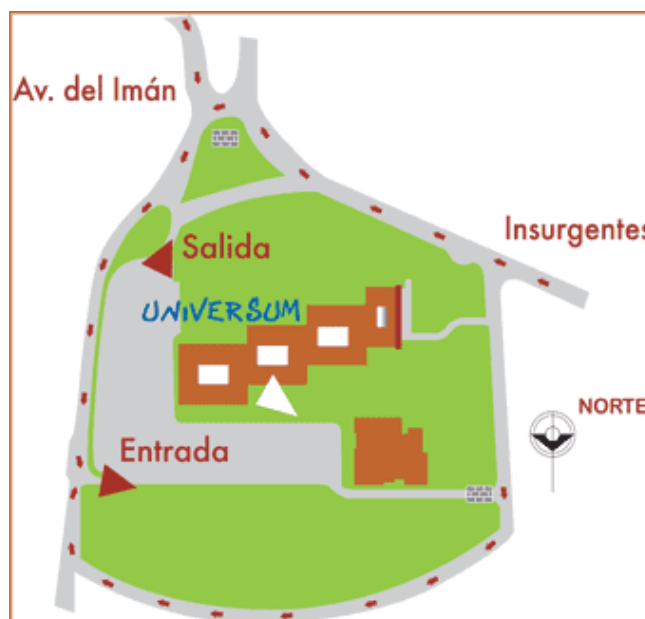 Av. del Imán
Insurgentes
Salida
UNIVERSUM
NORTE
Entrada